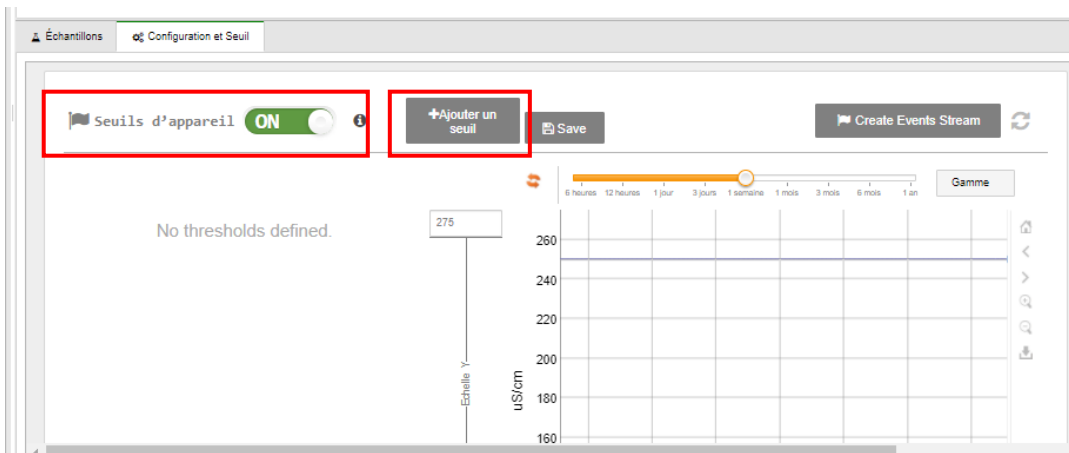 Échantillons
Configuration et Seuil
Seuils d'appareil ON
+Ajouter un
seuil
Save
Create Events Stream
6 heures 12 heures 1 jour 3 jours 1 semaine 1 mois 3 mois 6 mois 1 an
Gamme
No thresholds defined.
275
Echelle Y
uS/cm
260
240
220
200
180
160